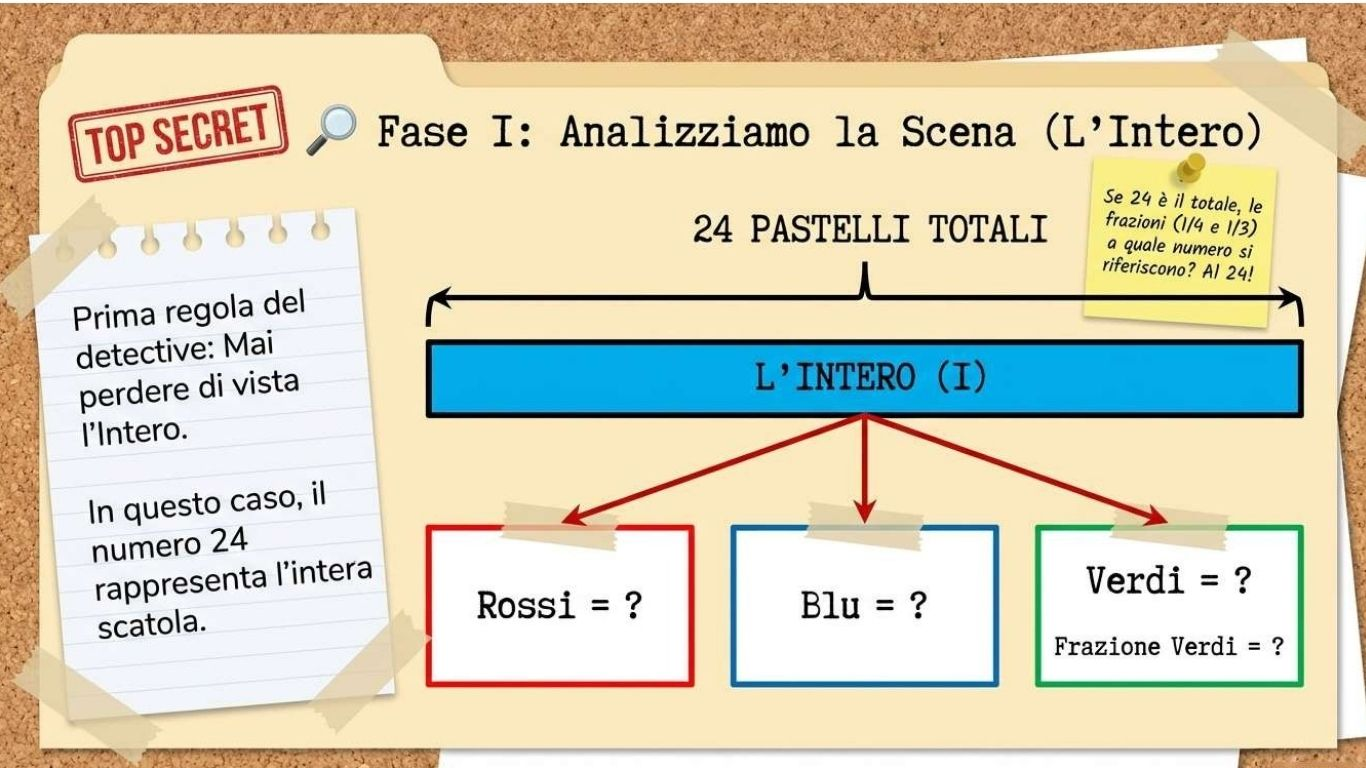 TOP SECRET
🔎 Fase I: Analizziamo la Scena (L'Intero)
Prima regola del
detective: Mai
perdere di vista
l'Intero.
In questo caso, il
numero 24
rappresenta l'intera
scatola.
24 PASTELLI TOTALI
Se 24 è il totale, le
frazioni (1/4 e 1/3)
a quale numero si
riferiscono? Al 24!
L'INTERO (I)
Rossi = ?
Blu = ?
Verdi = ?
Frazione Verdi = ?